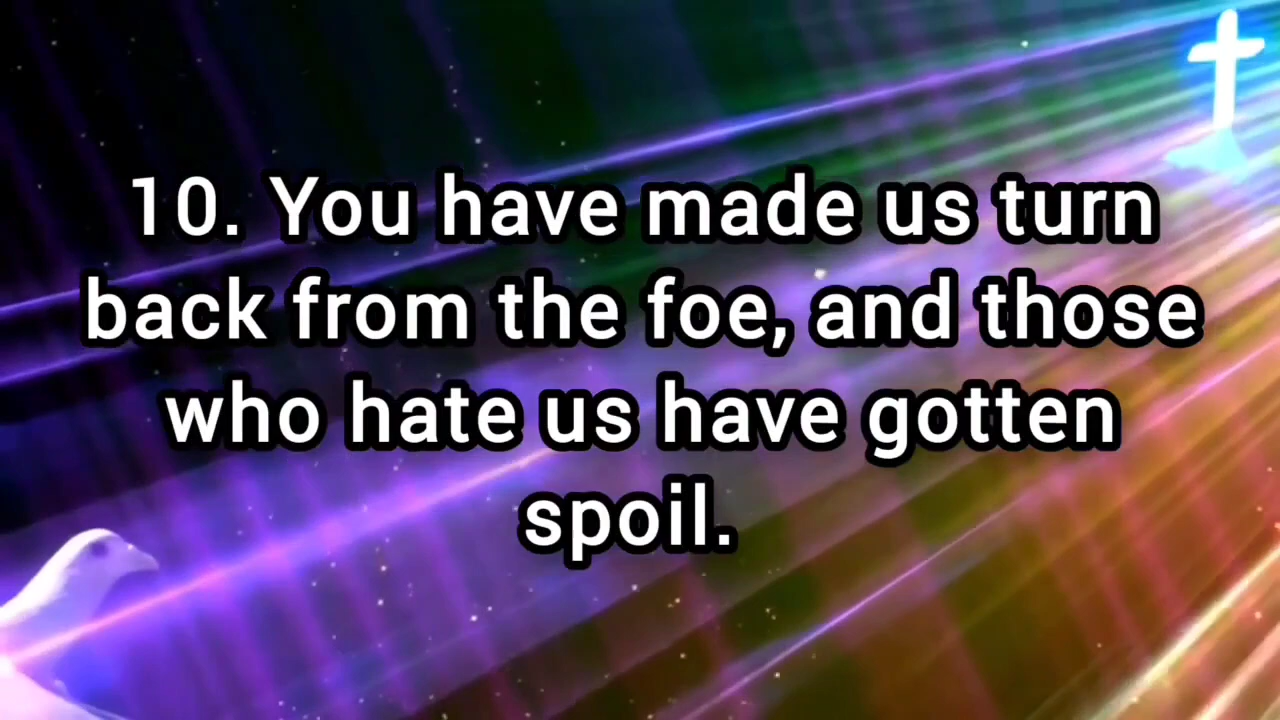 10. You have made us turn
back from the foe, and those
who hate us have gotten
spoil.